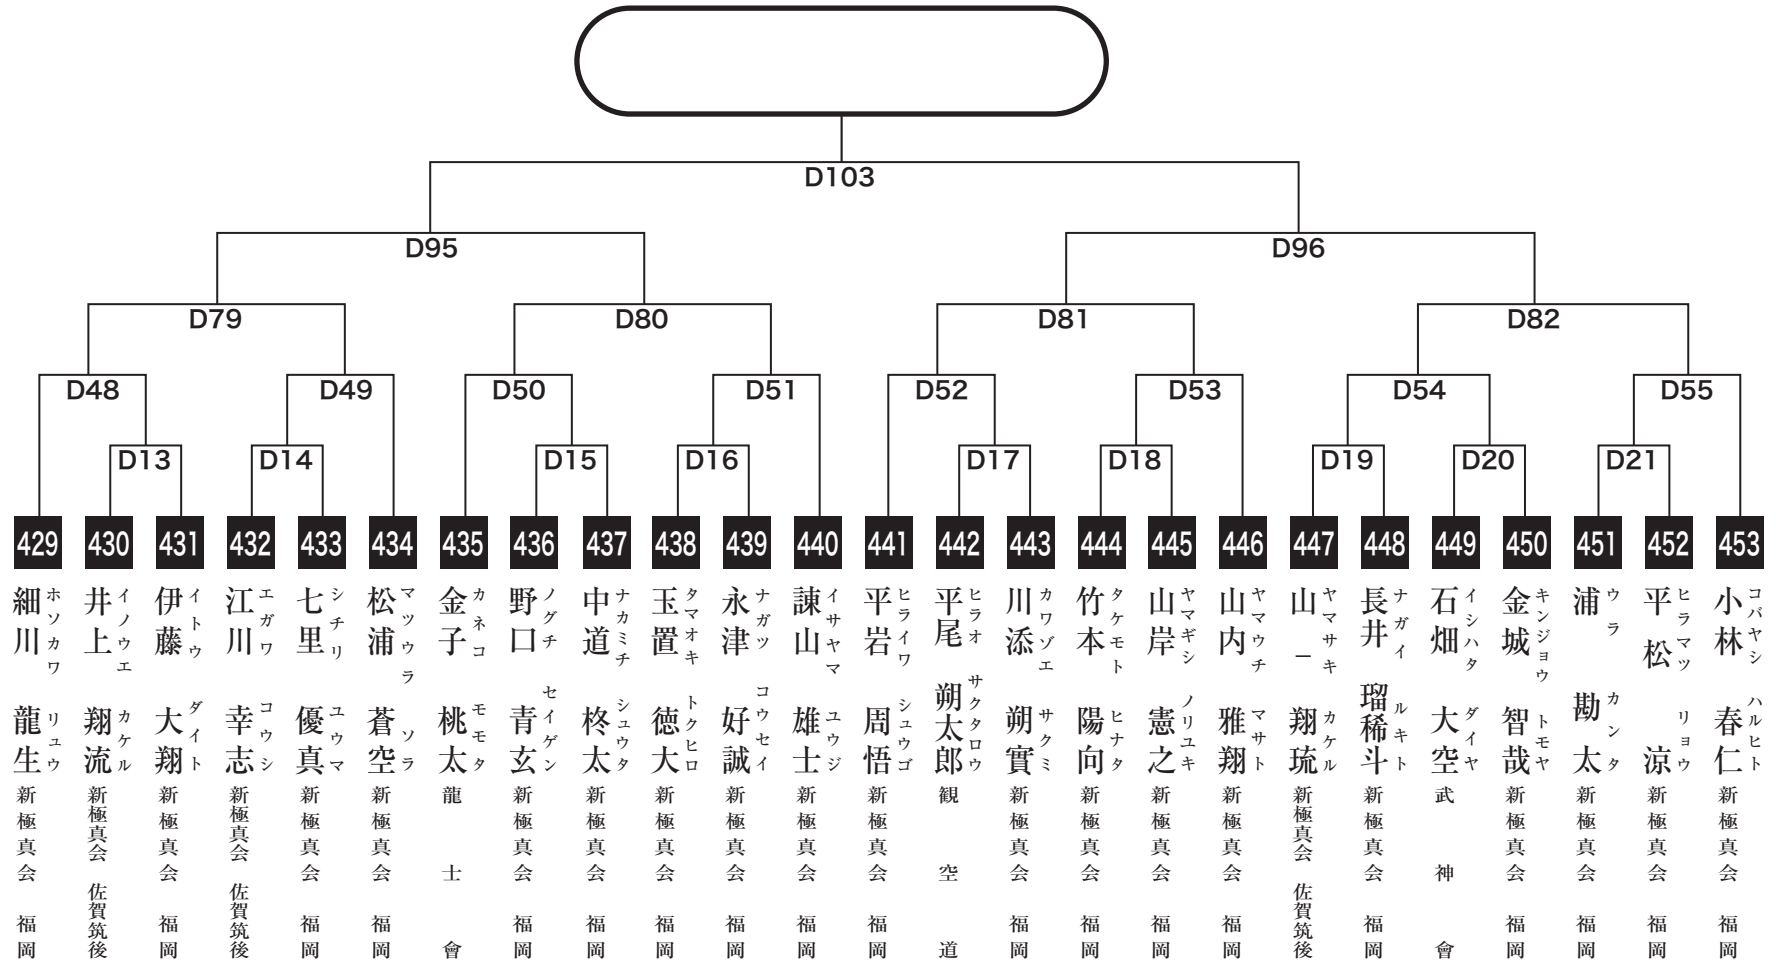 D103
D95
D96
D79
D80
D81
D82
D48
D49
D50
D51
D52
D53
D54
D55
D13
D14
D15
D16
D17
D18
D19
D20
D21
429
430
431
432
433
434
435
436
437
438
439
440
441
442
443
444
445
446
447
448
449
450
451
452
453
細川 龍生
ホソカワ リュウ
新極真会 福岡
井上 翔流
イノウエ カケル
新極真会 佐賀筑後
伊藤 大翔
イトウ ダイト
新極真会 福岡
江川 幸志
エガワ コウシ
新極真会 佐賀筑後
七里 優真
シチリ ユウマ
新極真会 福岡
松浦 蒼空
マツウラ ソラ
新極真会 福岡
金子 桃太
カネコ モモタ
龍士會
野口 青玄
ノグチ セイゲン
新極真会 福岡
中道 柊太
ナカミチ シュウタ
新極真会 福岡
玉置 徳大
タマオキ トクヒロ
新極真会 福岡
永津 好誠
ナガツ コウセイ
新極真会 福岡
諌山 雄士
イサヤマ ユウジ
新極真会 福岡
平岩 周悟
ヒライワ シュウゴ
新極真会 福岡
平尾 朔太郎
ヒラオ サクタロウ
観空道
川添 朔實
カワゾエ サクミ
新極真会 福岡
竹本 陽向
タケモト ヒナタ
新極真会 福岡
山岸 憲之
ヤマギシ ノリユキ
新極真会 福岡
山内 雅翔
ヤマウチ マサト
新極真会 福岡
山− 翔琉
ヤマサキ カケル
新極真会 佐賀筑後
長井 瑠稀斗
ナガイ ルキト
新極真会 福岡
石畑 大空
イシハタ ダイヤ
武神會
金城 智哉
キンジョウ トモヤ
新極真会 福岡
浦 勘太
ウラ カンタ
新極真会 福岡
平松 涼
ヒラマツ リョウ
新極真会 福岡
小林 春仁
コバヤシ ハルヒト
新極真会 福岡